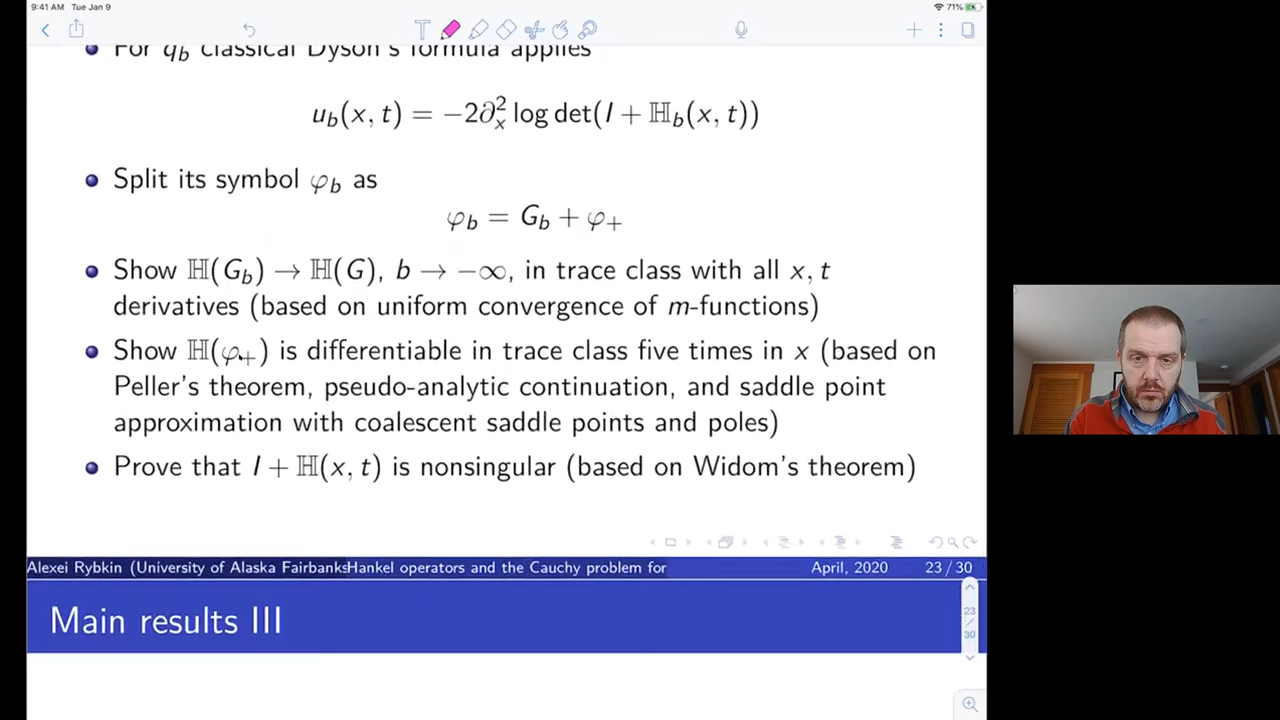 9:41 AM Tue Jan 9
71%
For q_b classical Dyson's formula applies
u_b(x, t) = −2∂_x^2 log det(I + ℍ_b(x, t))
Split its symbol φ_b as
φ_b = G_b + φ_+
Show ℍ(G_b) → ℍ(G), b → −∞, in trace class with all x, t
derivatives (based on uniform convergence of m-functions)
Show ℍ(φ_+) is differentiable in trace class five times in x (based on
Peller's theorem, pseudo-analytic continuation, and saddle point
approximation with coalescent saddle points and poles)
Prove that I + ℍ(x, t) is nonsingular (based on Widom's theorem)
Alexei Rybkin (University of Alaska Fairbanks Hankel operators and the Cauchy problem for April, 2020 23 / 30
23
/
30
Main results III